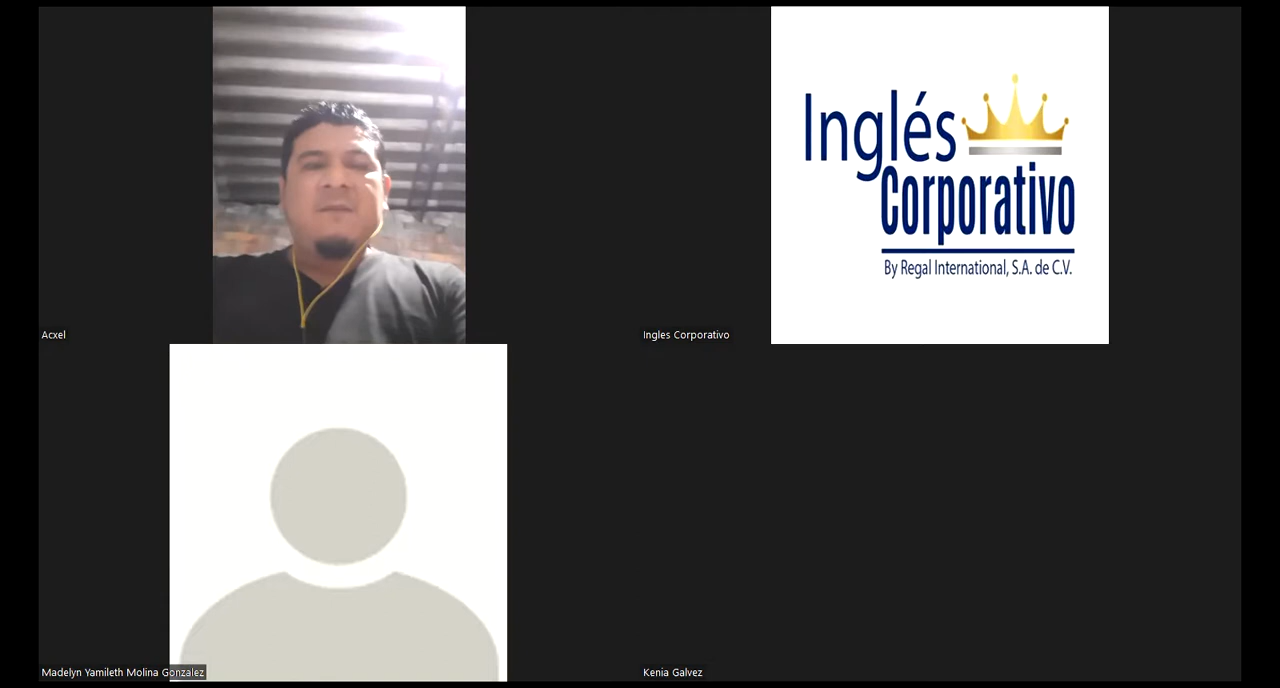 Inglés
Corporativo
By Regal International, S.A. de C.V.
Acxel
Ingles Corporativo
Madelyn Yamileth Molina Gonzalez
Kenia Galvez